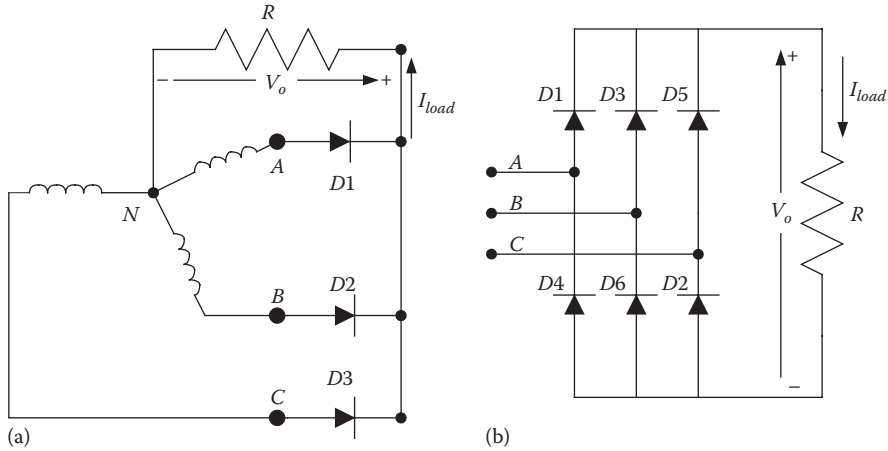 R
− V_o +
I_load
A
D1
N
B
D2
C
D3
(a)
D1 D3 D5
+
I_load
A
B
C
V_o
R
D4 D6 D2
−
(b)